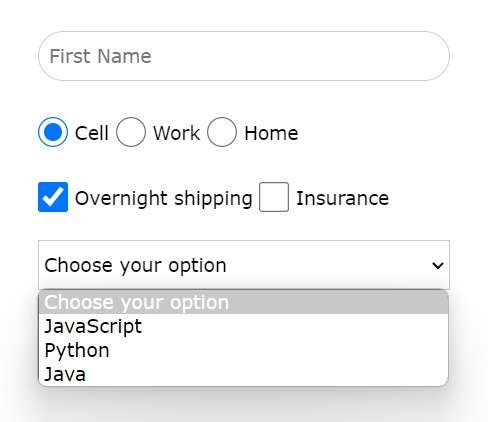 First Name
Cell Work Home
Overnight shipping Insurance
Choose your option
Choose your option
JavaScript
Python
Java